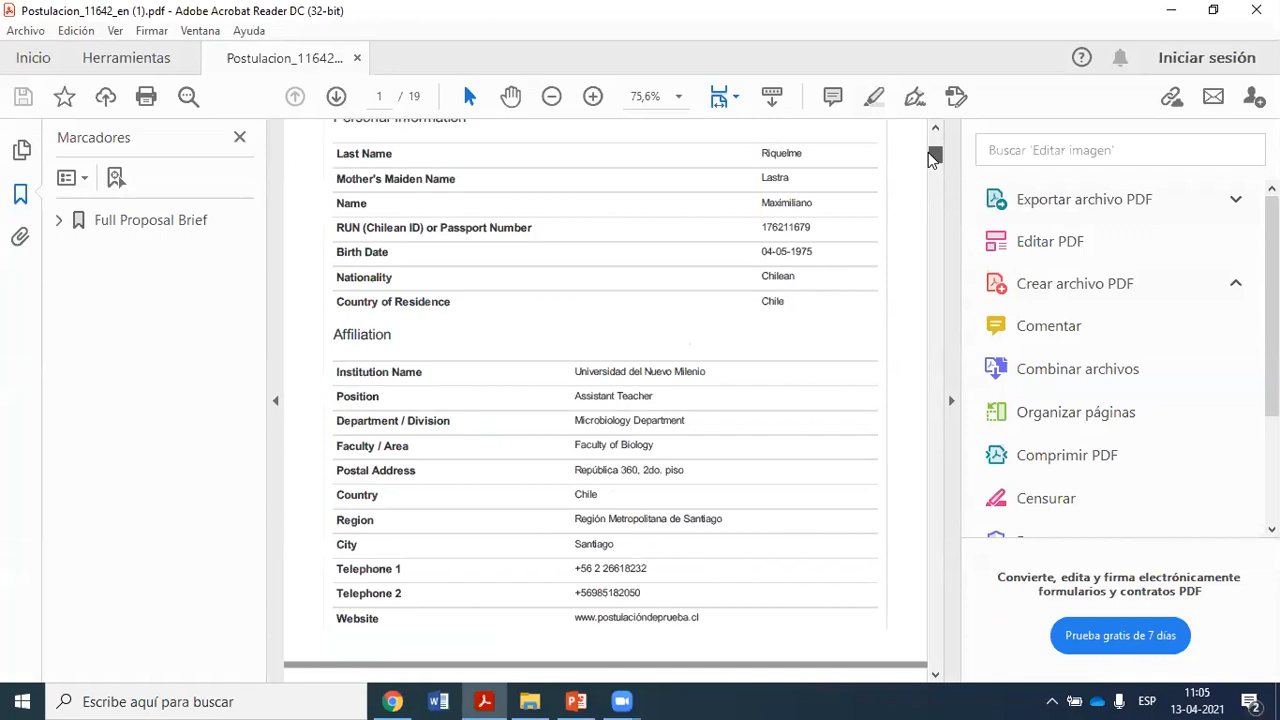 Postulacion_11642_en (1).pdf - Adobe Acrobat Reader DC (32-bit)
Archivo Edición Ver Firmar Ventana Ayuda
Inicio Herramientas Postulacion_11642... × Iniciar sesión
1 / 19 75,6%
Marcadores
Full Proposal Brief
Personal Information
Last Name Riquelme
Mother's Maiden Name Lastra
Name Maximiliano
RUN (Chilean ID) or Passport Number 176211679
Birth Date 04-05-1975
Nationality Chilean
Country of Residence Chile
Affiliation
Institution Name Universidad del Nuevo Milenio
Position Assistant Teacher
Department / Division Microbiology Department
Faculty / Area Faculty of Biology
Postal Address República 360, 2do. piso
Country Chile
Region Región Metropolitana de Santiago
City Santiago
Telephone 1 +56 2 26618232
Telephone 2 +56985182050
Website www.postulacióndeprueba.cl
Buscar 'Editar imagen'
Exportar archivo PDF
Editar PDF
Crear archivo PDF
Comentar
Combinar archivos
Organizar páginas
Comprimir PDF
Censurar
Convierte, edita y firma electrónicamente
formularios y contratos PDF
Prueba gratis de 7 días
Escribe aquí para buscar
ESP
11:05
13-04-2021
2